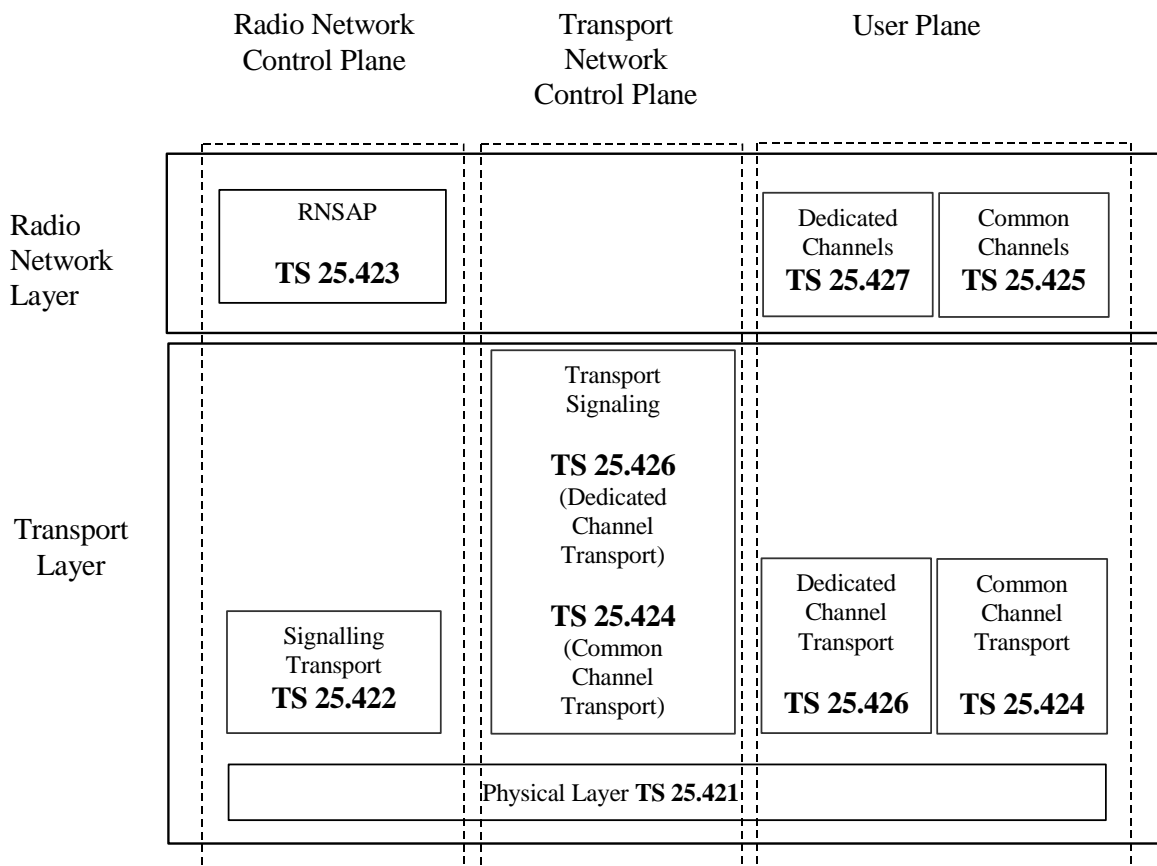 Radio Network
Control Plane
Transport
Network
Control Plane
User Plane
Radio
Network
Layer
RNSAP
TS 25.423
Dedicated
Channels
TS 25.427
Common
Channels
TS 25.425
Transport
Layer
Transport
Signaling
TS 25.426
(Dedicated
Channel
Transport)
TS 25.424
(Common
Channel
Transport)
Signalling
Transport
TS 25.422
Dedicated
Channel
Transport
TS 25.426
Common
Channel
Transport
TS 25.424
Physical Layer TS 25.421